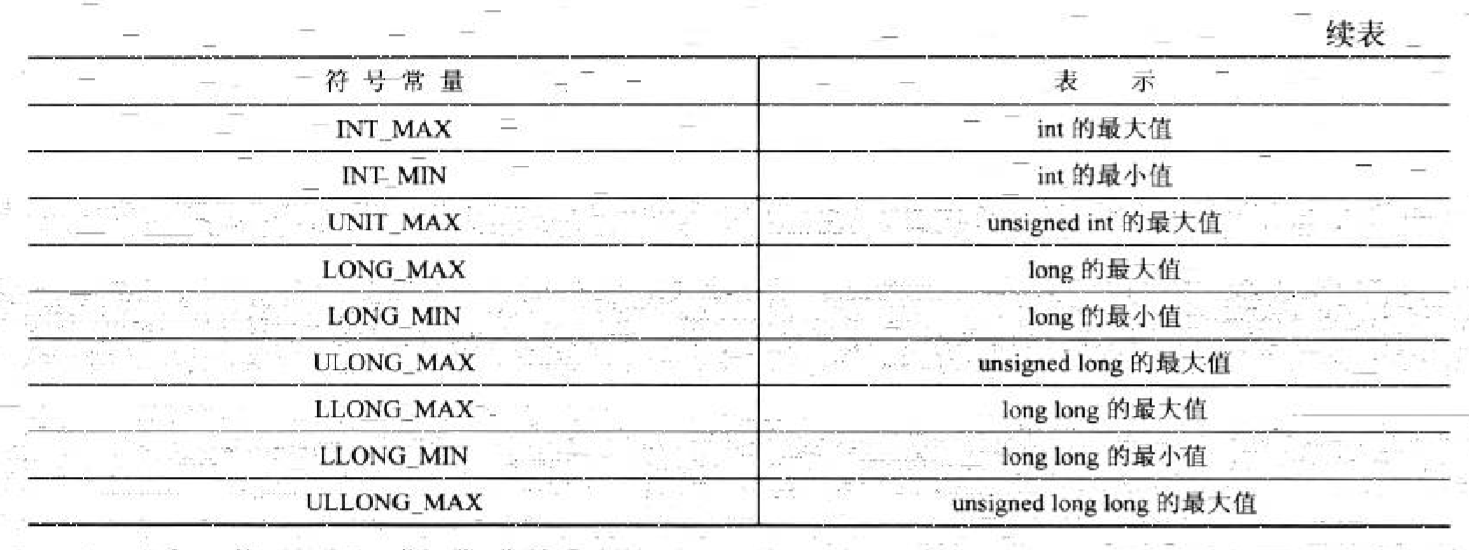 续表
符号常量 表示
INT_MAX int 的最大值
INT_MIN int 的最小值
UNIT_MAX unsigned int 的最大值
LONG_MAX long 的最大值
LONG_MIN long 的最小值
ULONG_MAX unsigned long 的最大值
LLONG_MAX long long 的最大值
LLONG_MIN long long 的最小值
ULLONG_MAX unsigned long long 的最大值